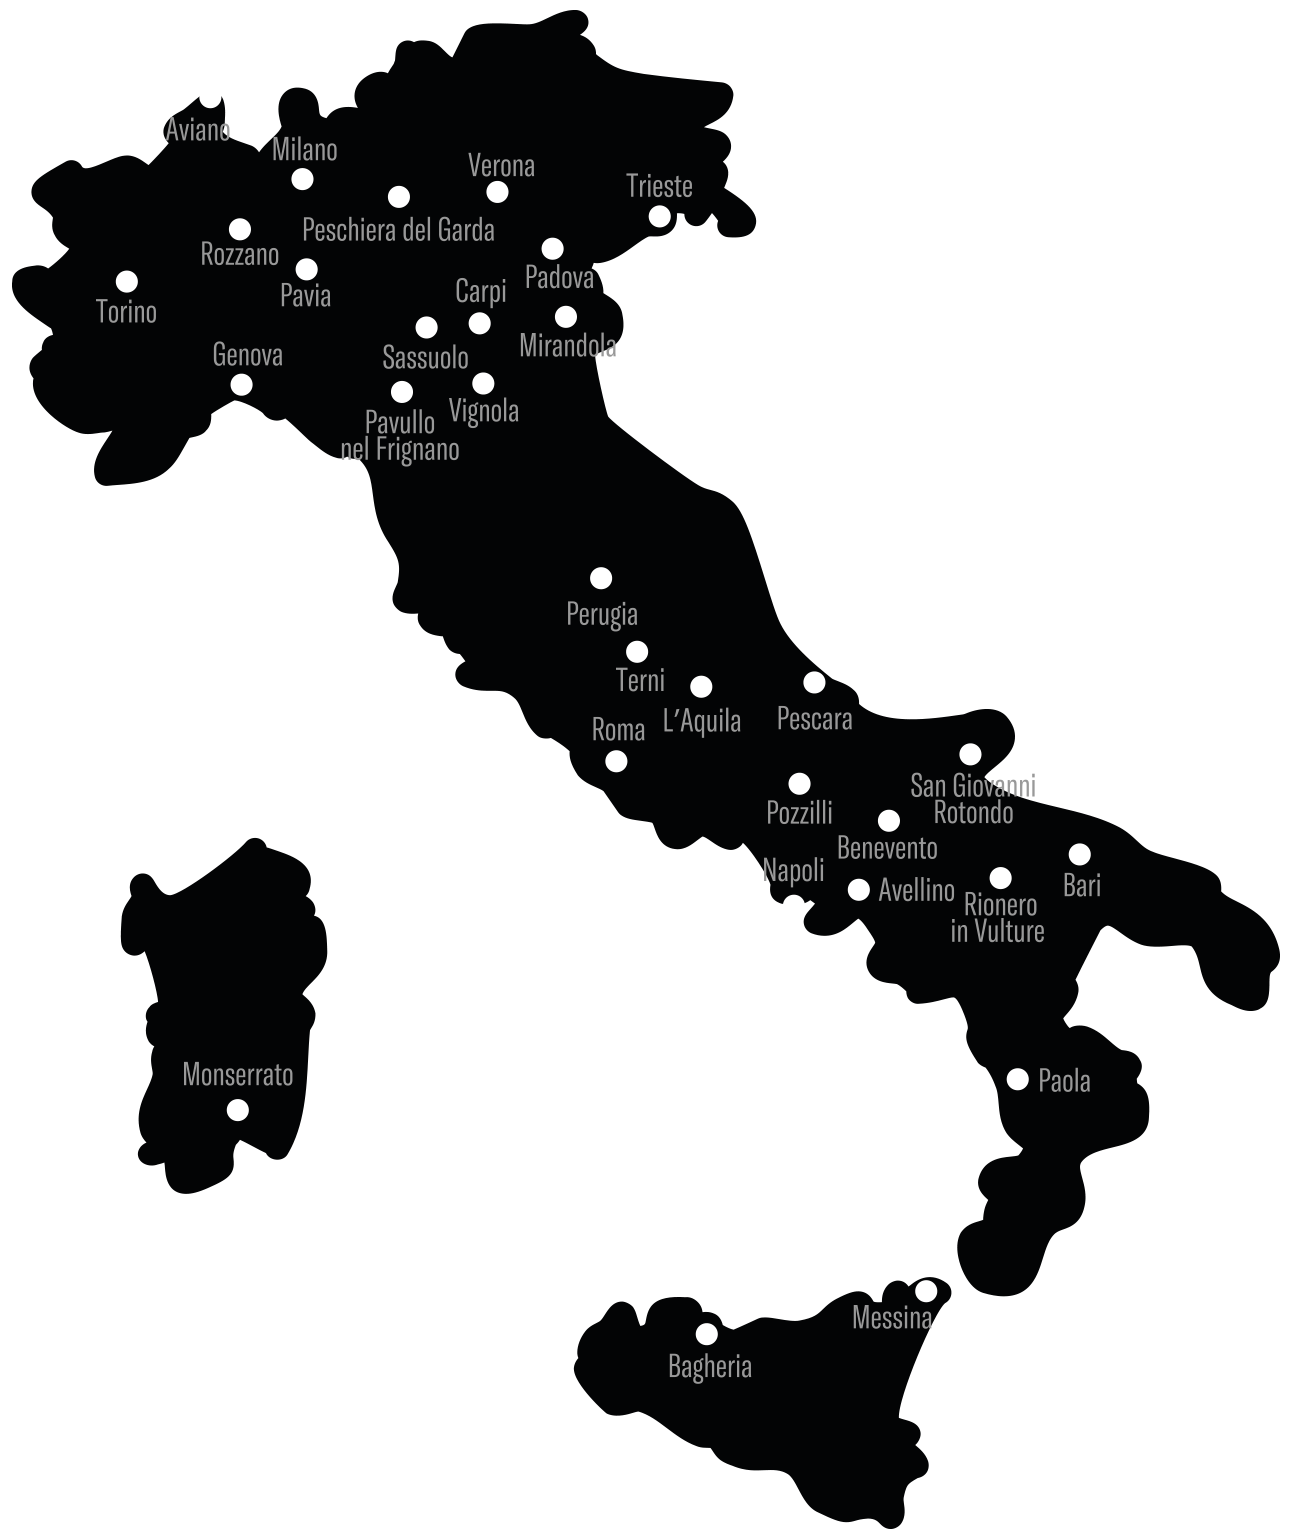 Aviano
Milano
Verona
Trieste
Peschiera del Garda
Rozzano
Padova
Pavia
Carpi
Torino
Mirandola
Genova
Sassuolo
Vignola
Pavullo
nel Frignano
Perugia
Terni
L'Aquila
Pescara
Roma
San Giovanni
Rotondo
Pozzilli
Benevento
Napoli
Avellino
Bari
Rionero
in Vulture
Monserrato
Paola
Messina
Bagheria